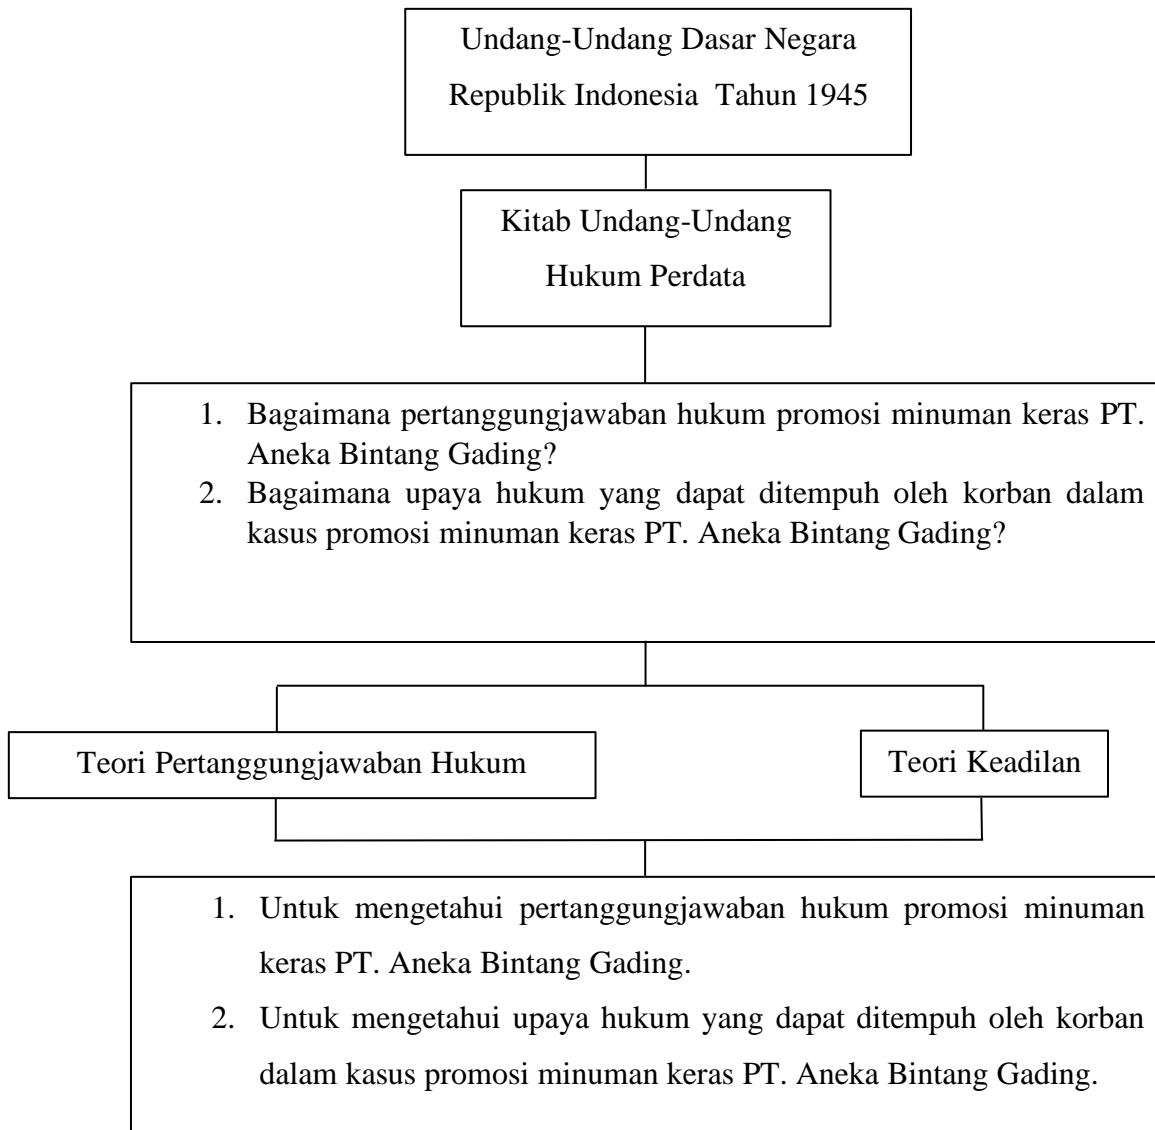 Undang-Undang Dasar Negara
Republik Indonesia  Tahun 1945
Kitab Undang-Undang
Hukum Perdata
1. Bagaimana pertanggungjawaban hukum promosi minuman keras PT.
Aneka Bintang Gading?
2. Bagaimana upaya hukum yang dapat ditempuh oleh korban dalam
kasus promosi minuman keras PT. Aneka Bintang Gading?
Teori Pertanggungjawaban Hukum
Teori Keadilan
1. Untuk mengetahui pertanggungjawaban hukum promosi minuman
keras PT. Aneka Bintang Gading.
2. Untuk mengetahui upaya hukum yang dapat ditempuh oleh korban
dalam kasus promosi minuman keras PT. Aneka Bintang Gading.